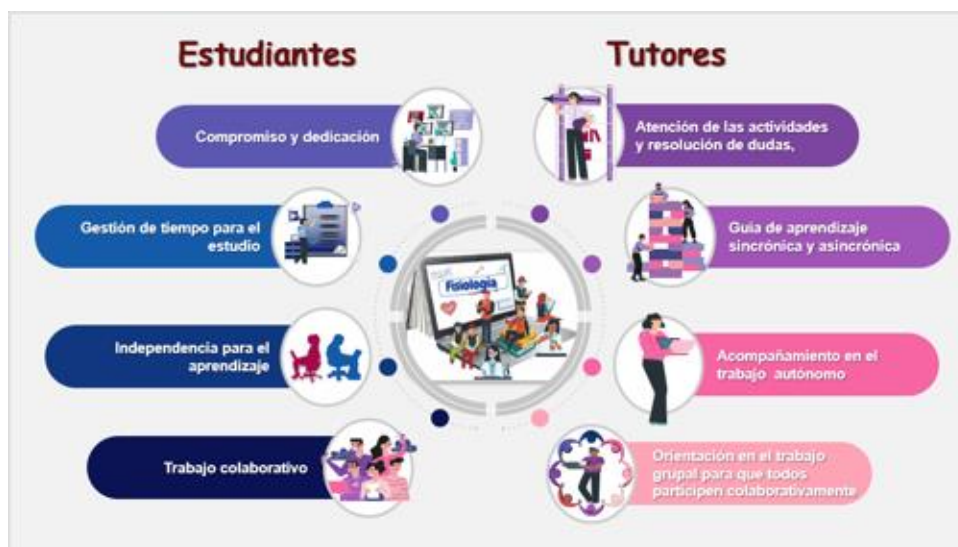 Estudiantes
Compromiso y dedicación
Gestión de tiempo para el
estudio
Independencia para el
aprendizaje
Trabajo colaborativo
Fisiología
Tutores
Atención de las actividades
y resolución de dudas,
Guía de aprendizaje
sincrónica y asincrónica
Acompañamiento en el
trabajo autónomo
Orientación en el trabajo
grupal para que todos
participen colaborativamente